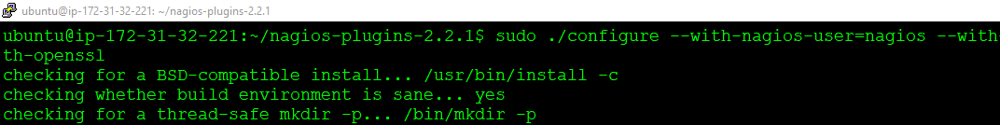 ubuntu@ip-172-31-32-221: ~/nagios-plugins-2.2.1
ubuntu@ip-172-31-32-221:~/nagios-plugins-2.2.1$ sudo ./configure --with-nagios-user=nagios --with-
th-openssl
checking for a BSD-compatible install... /usr/bin/install -c
checking whether build environment is sane... yes
checking for a thread-safe mkdir -p... /bin/mkdir -p